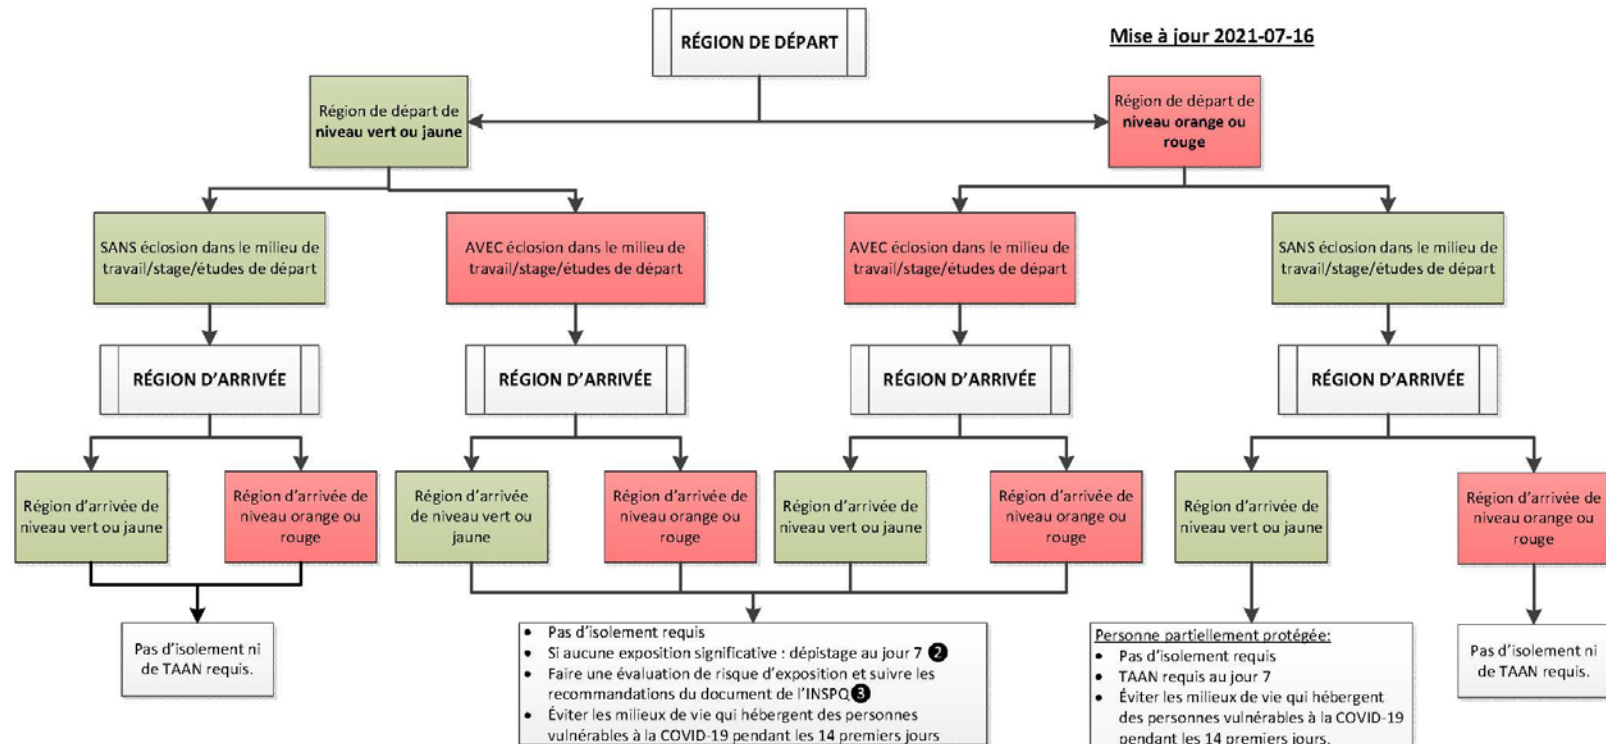 RÉGION DE DÉPART
Mise à jour 2021-07-16
Région de départ de
niveau vert ou jaune
Région de départ de
niveau orange ou
rouge
SANS éclosion dans le milieu de
travail/stage/études de départ
AVEC éclosion dans le milieu de
travail/stage/études de départ
AVEC éclosion dans le milieu de
travail/stage/études de départ
SANS éclosion dans le milieu de
travail/stage/études de départ
RÉGION D'ARRIVÉE
RÉGION D'ARRIVÉE
RÉGION D'ARRIVÉE
RÉGION D'ARRIVÉE
Région d'arrivée de
niveau vert ou jaune
Région d'arrivée de
niveau orange ou
rouge
Région d'arrivée
de niveau vert ou
jaune
Région d'arrivée de
niveau orange ou
rouge
Région d'arrivée de
niveau vert ou jaune
Région d'arrivée de
niveau orange ou
rouge
Région d'arrivée de
niveau vert ou jaune
Région d'arrivée de
niveau orange ou
rouge
Pas d'isolement ni
de TAAN requis.
• Pas d'isolement requis
• Si aucune exposition significative : dépistage au jour 7 ❷
• Faire une évaluation de risque d'exposition et suivre les
recommandations du document de l'INSPQ❸
• Éviter les milieux de vie qui hébergent des personnes
vulnérables à la COVID-19 pendant les 14 premiers jours
Personne partiellement protégée:
• Pas d'isolement requis
• TAAN requis au jour 7
• Éviter les milieux de vie qui hébergent
des personnes vulnérables à la COVID-19
pendant les 14 premiers jours.
Pas d'isolement ni
de TAAN requis.